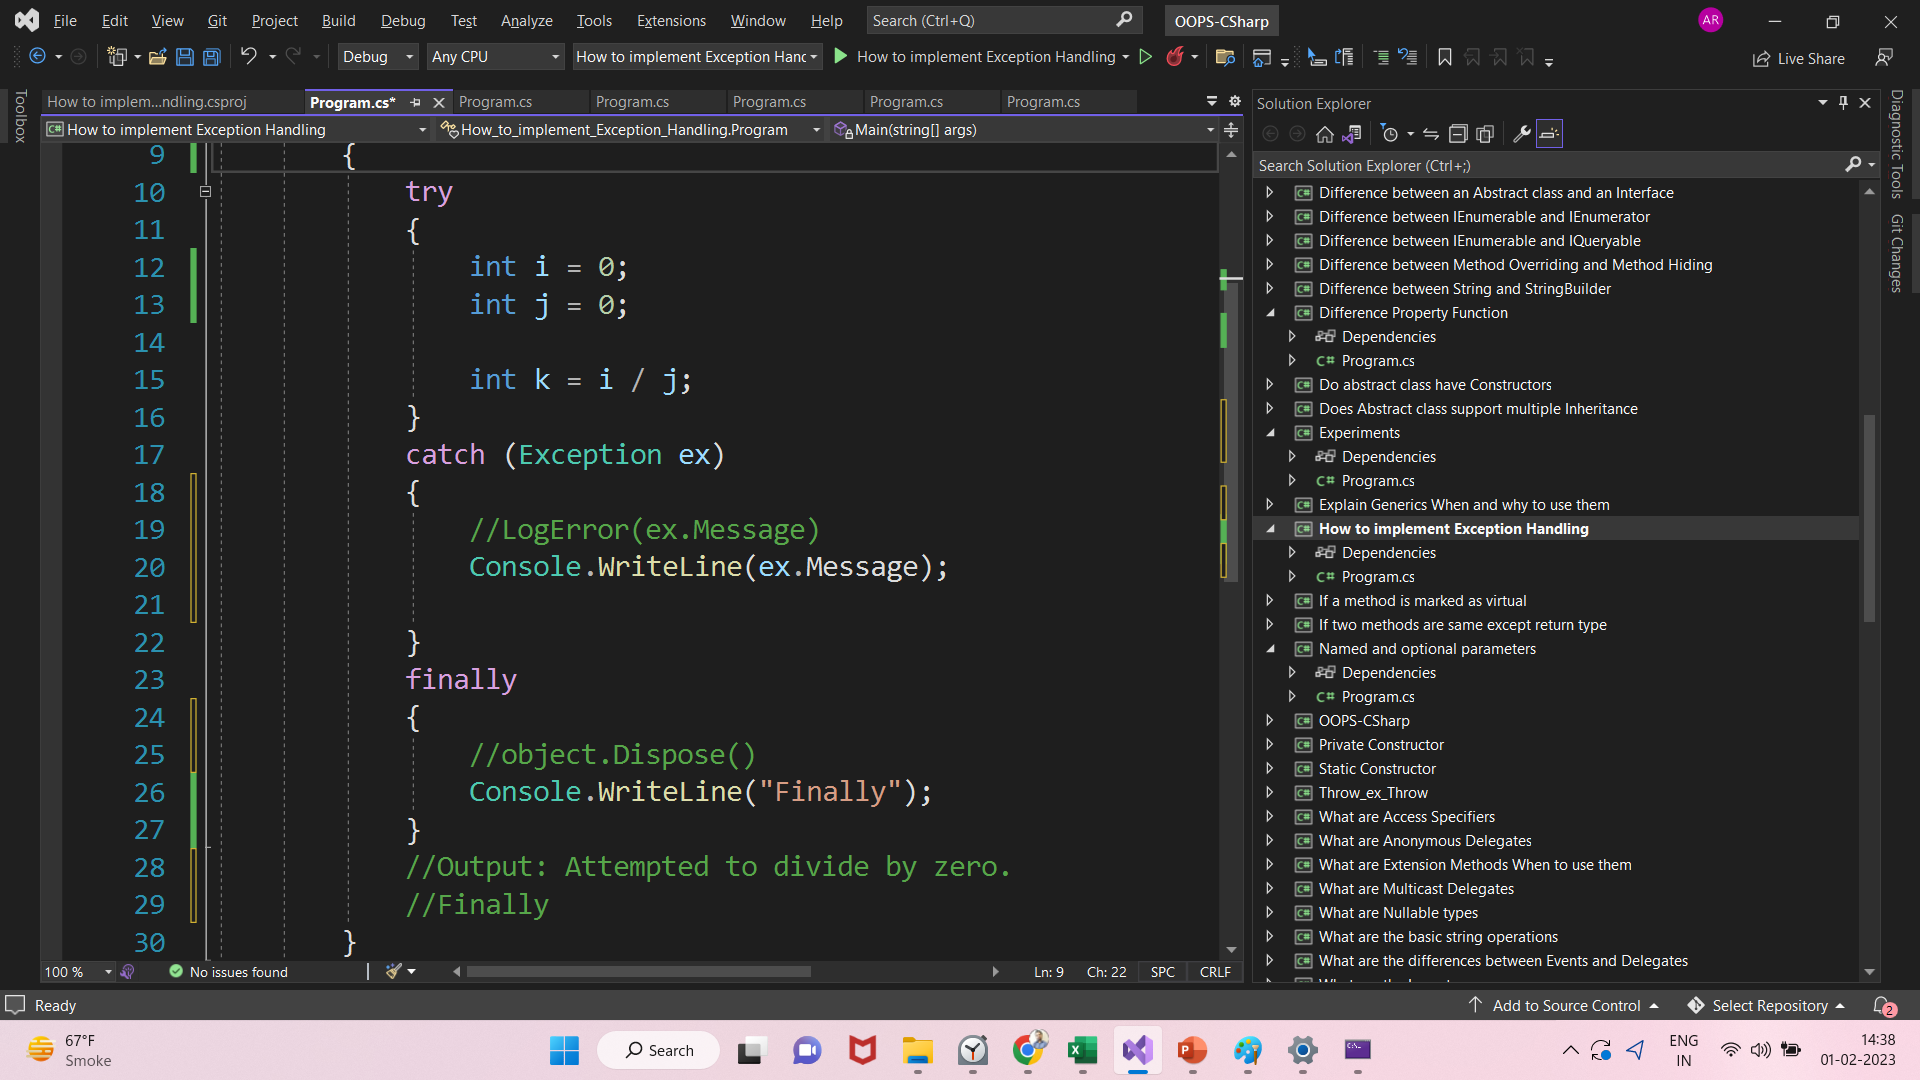 File Edit View Git Project Build Debug Test Analyze Tools Extensions Window Help Search (Ctrl+Q) OOPS-CSharp AR
Debug Any CPU How to implement Exception Hanc How to implement Exception Handling Live Share
Toolbox
How to implem...ndling.csproj Program.cs* Program.cs Program.cs Program.cs Program.cs Program.cs
How to implement Exception Handling How_to_implement_Exception_Handling.Program Main(string[] args)
9 {
10 try
11 {
12 int i = 0;
13 int j = 0;
14
15 int k = i / j;
16 }
17 catch (Exception ex)
18 {
19 //LogError(ex.Message)
20 Console.WriteLine(ex.Message);
21
22 }
23 finally
24 {
25 //object.Dispose()
26 Console.WriteLine("Finally");
27 }
28 //Output: Attempted to divide by zero.
29 //Finally
30 }
100 % No issues found Ln: 9 Ch: 22 SPC CRLF
Solution Explorer
Search Solution Explorer (Ctrl+;)
C# Difference between an Abstract class and an Interface
C# Difference between IEnumerable and IEnumerator
C# Difference between IEnumerable and IQueryable
C# Difference between Method Overriding and Method Hiding
C# Difference between String and StringBuilder
C# Difference Property Function
Dependencies
C# Program.cs
C# Do abstract class have Constructors
C# Does Abstract class support multiple Inheritance
C# Experiments
Dependencies
C# Program.cs
C# Explain Generics When and why to use them
C# How to implement Exception Handling
Dependencies
C# Program.cs
C# If a method is marked as virtual
C# If two methods are same except return type
C# Named and optional parameters
Dependencies
C# Program.cs
C# OOPS-CSharp
C# Private Constructor
C# Static Constructor
C# Throw_ex_Throw
C# What are Access Specifiers
C# What are Anonymous Delegates
C# What are Extension Methods When to use them
C# What are Multicast Delegates
C# What are Nullable types
C# What are the basic string operations
C# What are the differences between Events and Delegates
Diagnostic Tools
Git Changes
Ready Add to Source Control Select Repository 2
67°F
Smoke
Search
ENG
IN
14:38
01-02-2023